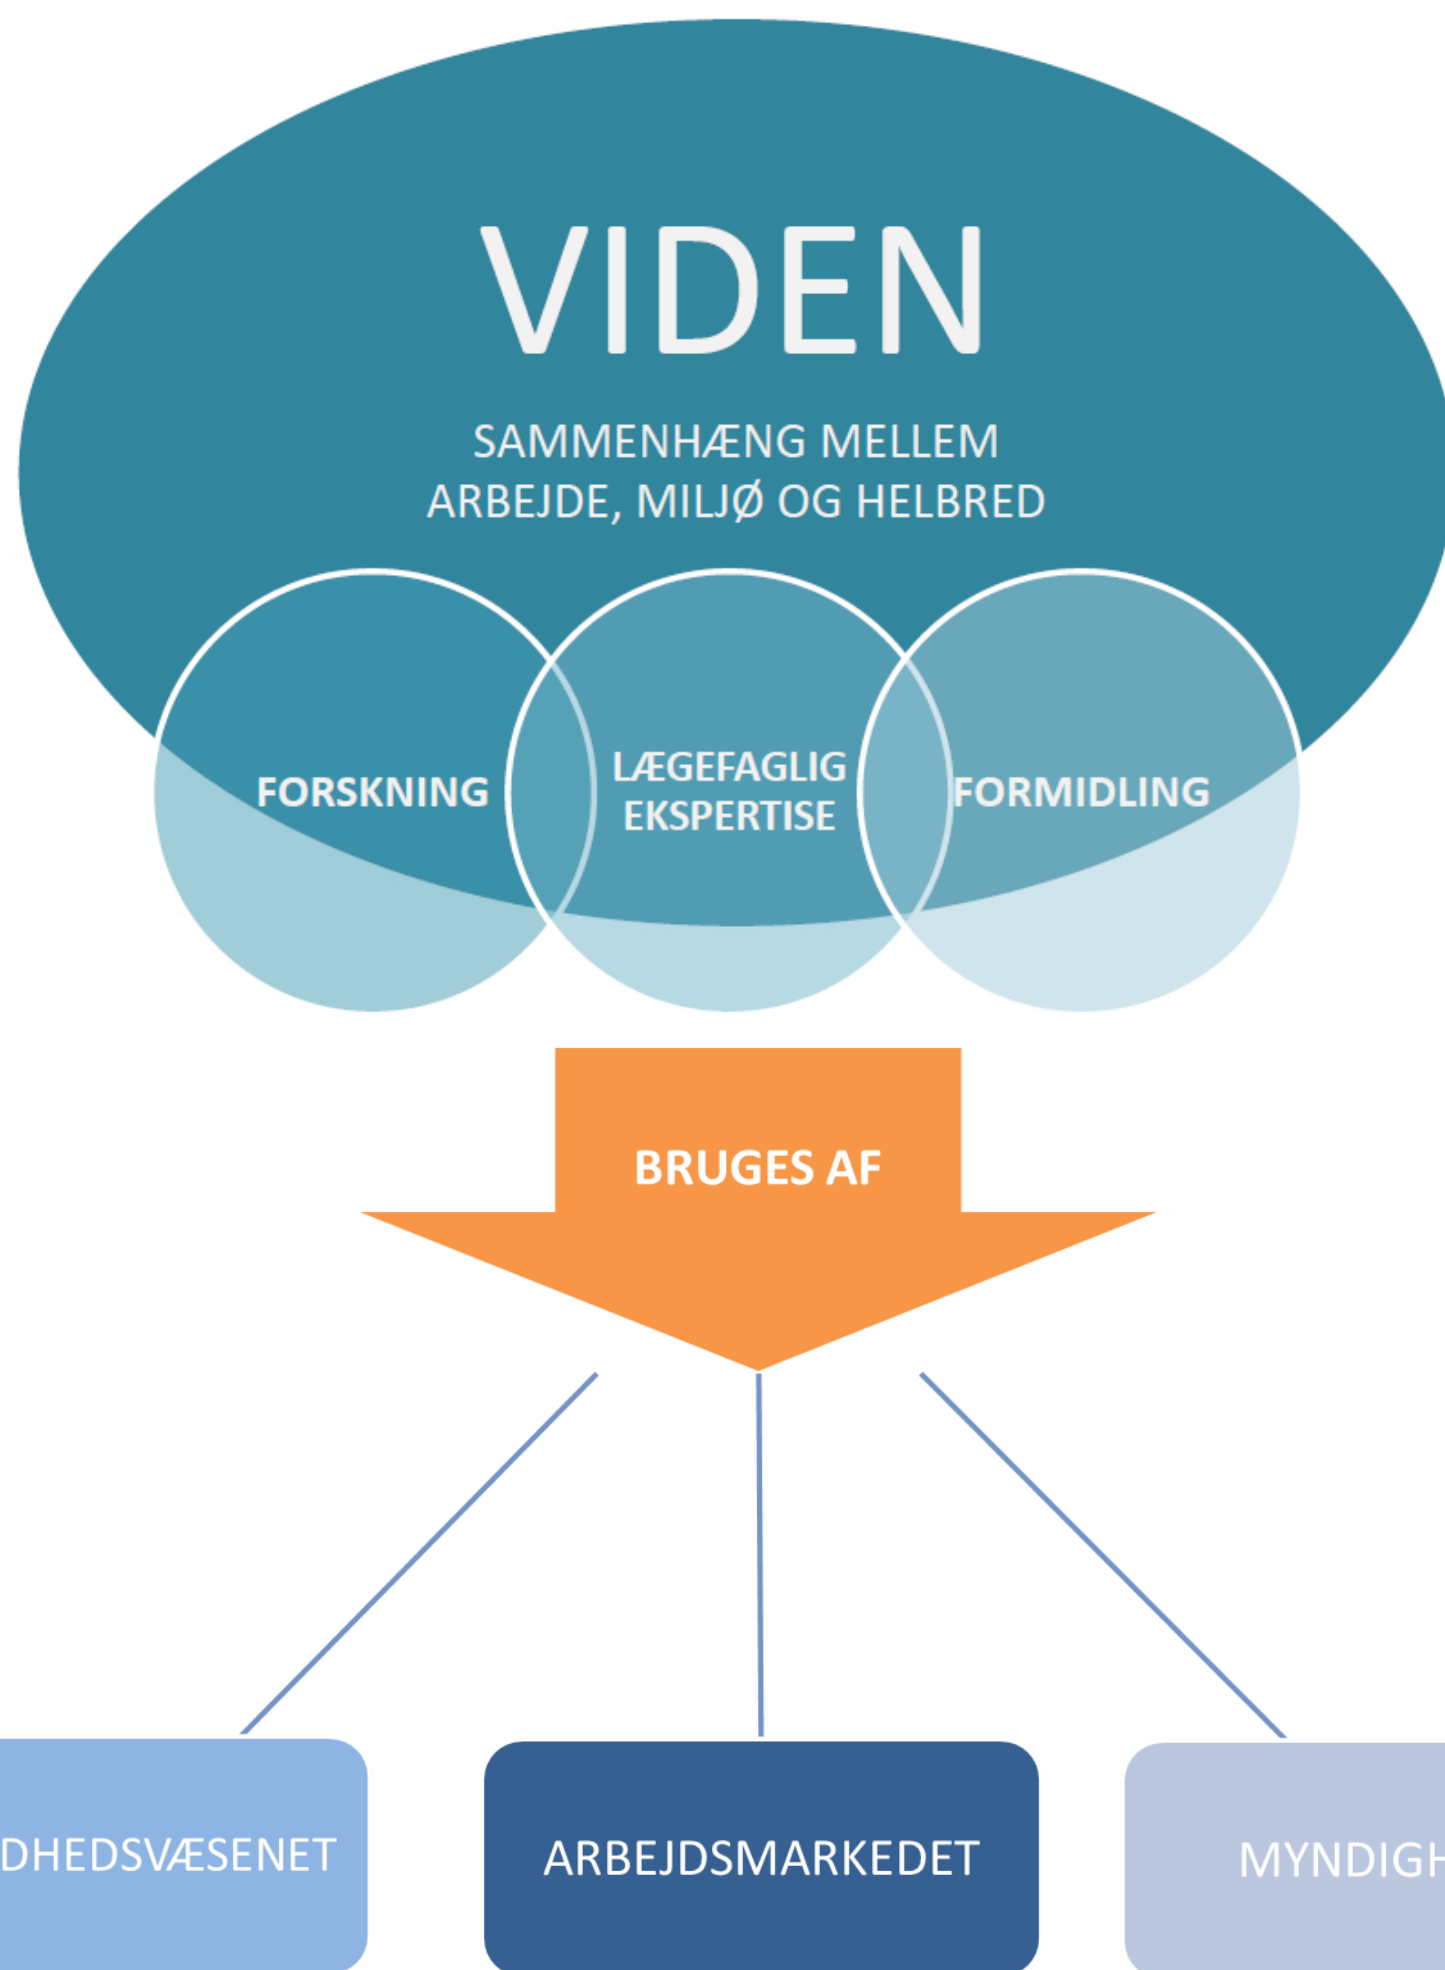 VIDEN
SAMMENHÆNG MELLEM
ARBEJDE, MILJØ OG HELBRED
FORSKNING
LÆGEFAGLIG
EKSPERTISE
FORMIDLING
BRUGES AF
DHEDSVÆSENET
ARBEJDSMARKEDET
MYNDIGH